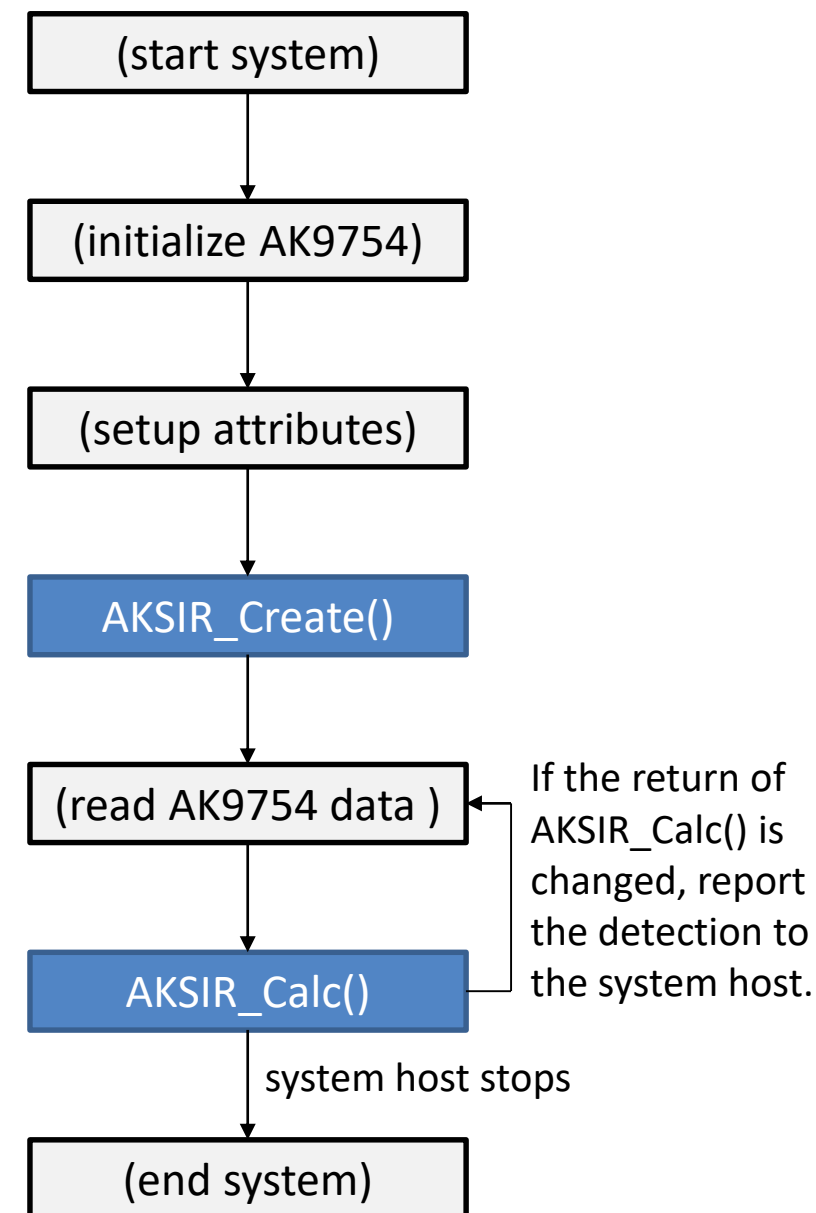 (start system)
(initialize AK9754)
(setup attributes)
AKSIR_Create()
(read AK9754 data )
If the return of
AKSIR_Calc() is
changed, report
the detection to
the system host.
AKSIR_Calc()
system host stops
(end system)